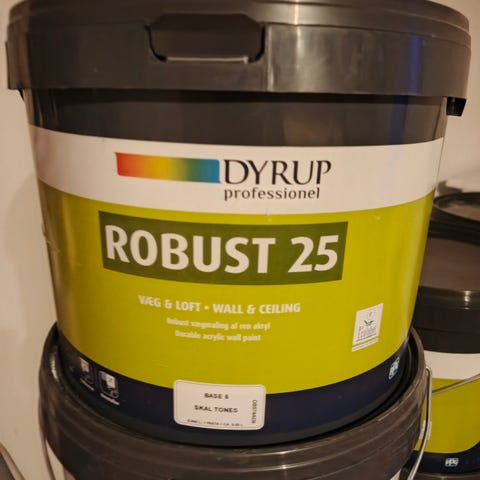 DYRUP
professionel
ROBUST 25
VÆG & LOFT • WALL & CEILING
Robust vægmaling af ren akryl
Durable acrylic wall paint
BASE 6
SKAL TONES
PPG